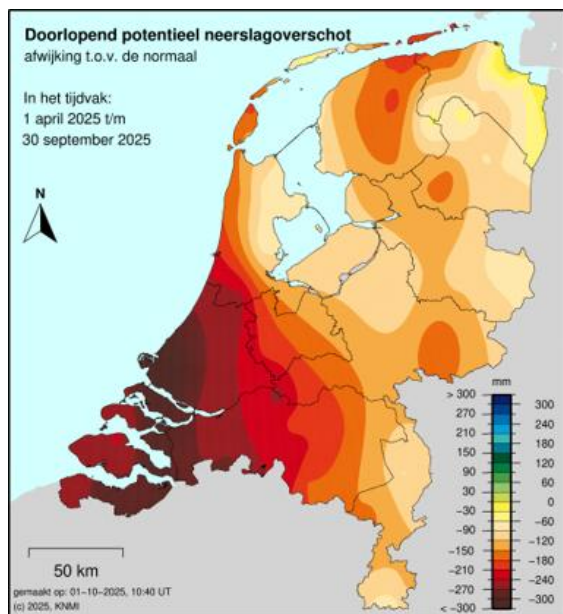 Doorlopend potentieel neerslagoverschot
afwijking t.o.v. de normaal
In het tijdvak:
1 april 2025 t/m
30 september 2025
N
mm
> 300
270
210
150
90
30
-30
-90
-150
-210
-270
< -300
300
240
180
120
60
0
-60
-120
-180
-240
-300
50 km
gemaakt op: 01-10-2025, 10:40 UT
(c) 2025, KNMI